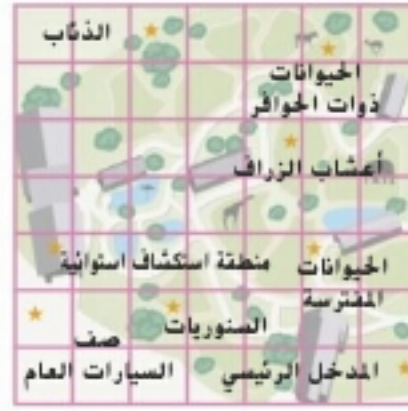 الذئاب
الحيوانات
ذوات الحوافر
أعشاب الزراف
منطقة استكشاف استوائية
الحيوانات
المفترسة
السنوريات
صف
السيارات العام
المدخل الرئيسي